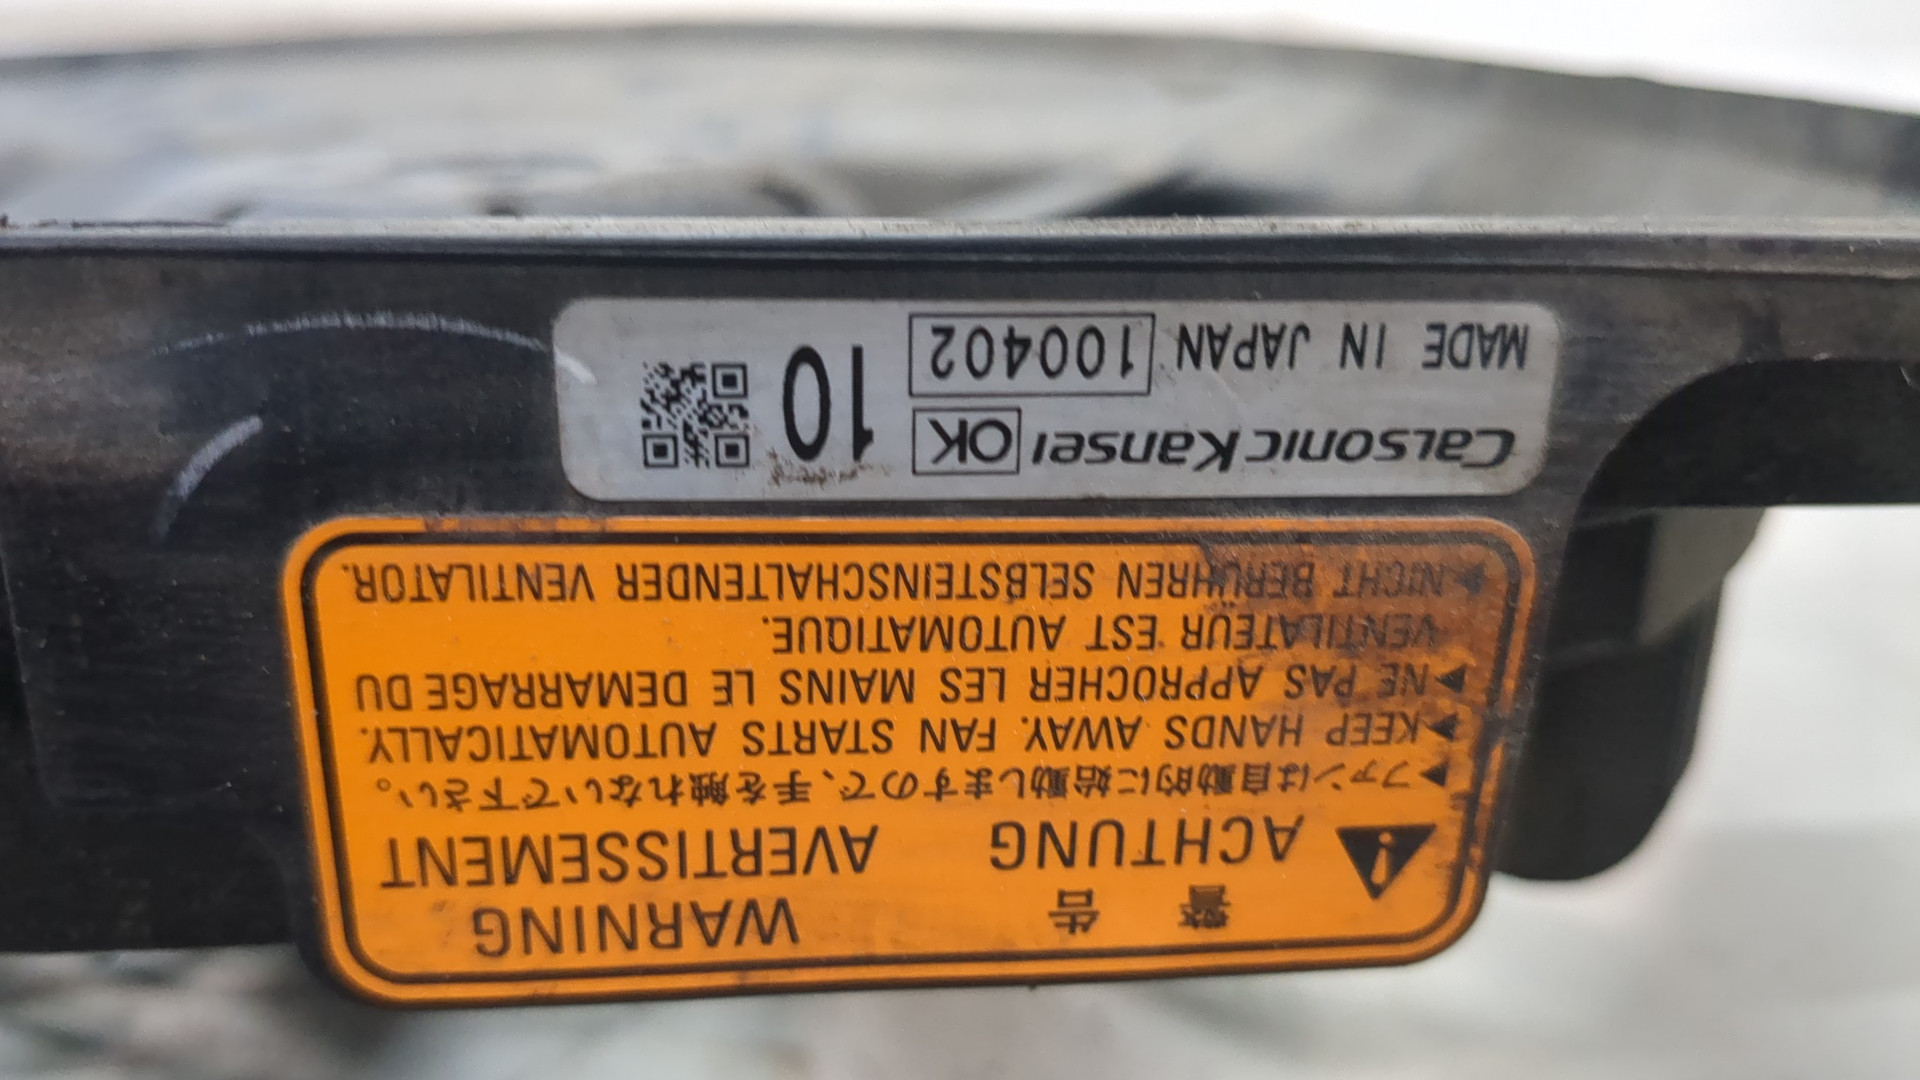 警 告 WARNING
ACHTUNG AVERTISSEMENT
▶ファンは自動的に始動しますので、手を触れないで下さい。
▶KEEP HANDS AWAY. FAN STARTS AUTOMATICALLY.
▶NE PAS APPROCHER LES MAINS LE DEMARRAGE DU
VENTILATEUR EST AUTOMATIQUE.
▶NICHT BERUHREN SELBSTEINSCHALTENDER VENTILATOR.
CalsonicKansei OK 10
MADE IN JAPAN 100402